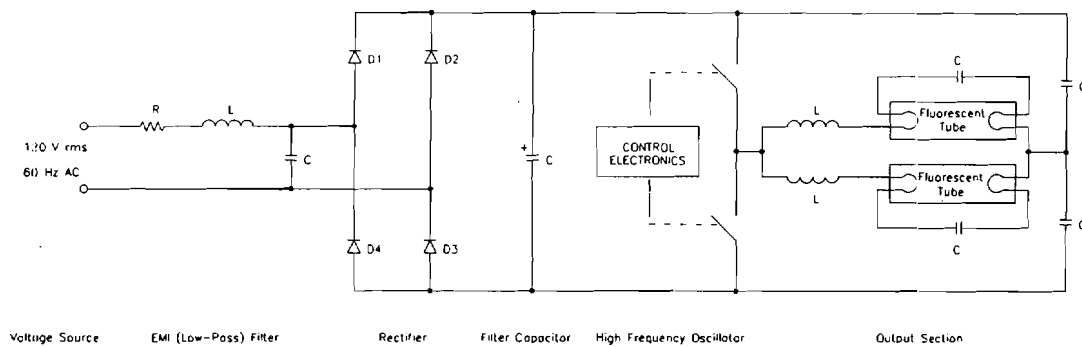 D1
D2
C
C
R
L
L
Fluorescent
Tube
120 V rms
60 Hz AC
C
+
C
CONTROL
ELECTRONICS
Fluorescent
Tube
L
C
D4
D3
C
Voltage Source
EMI (Low-Pass) Filter
Rectifier
Filter Capacitor
High Frequency Oscillator
Output Section